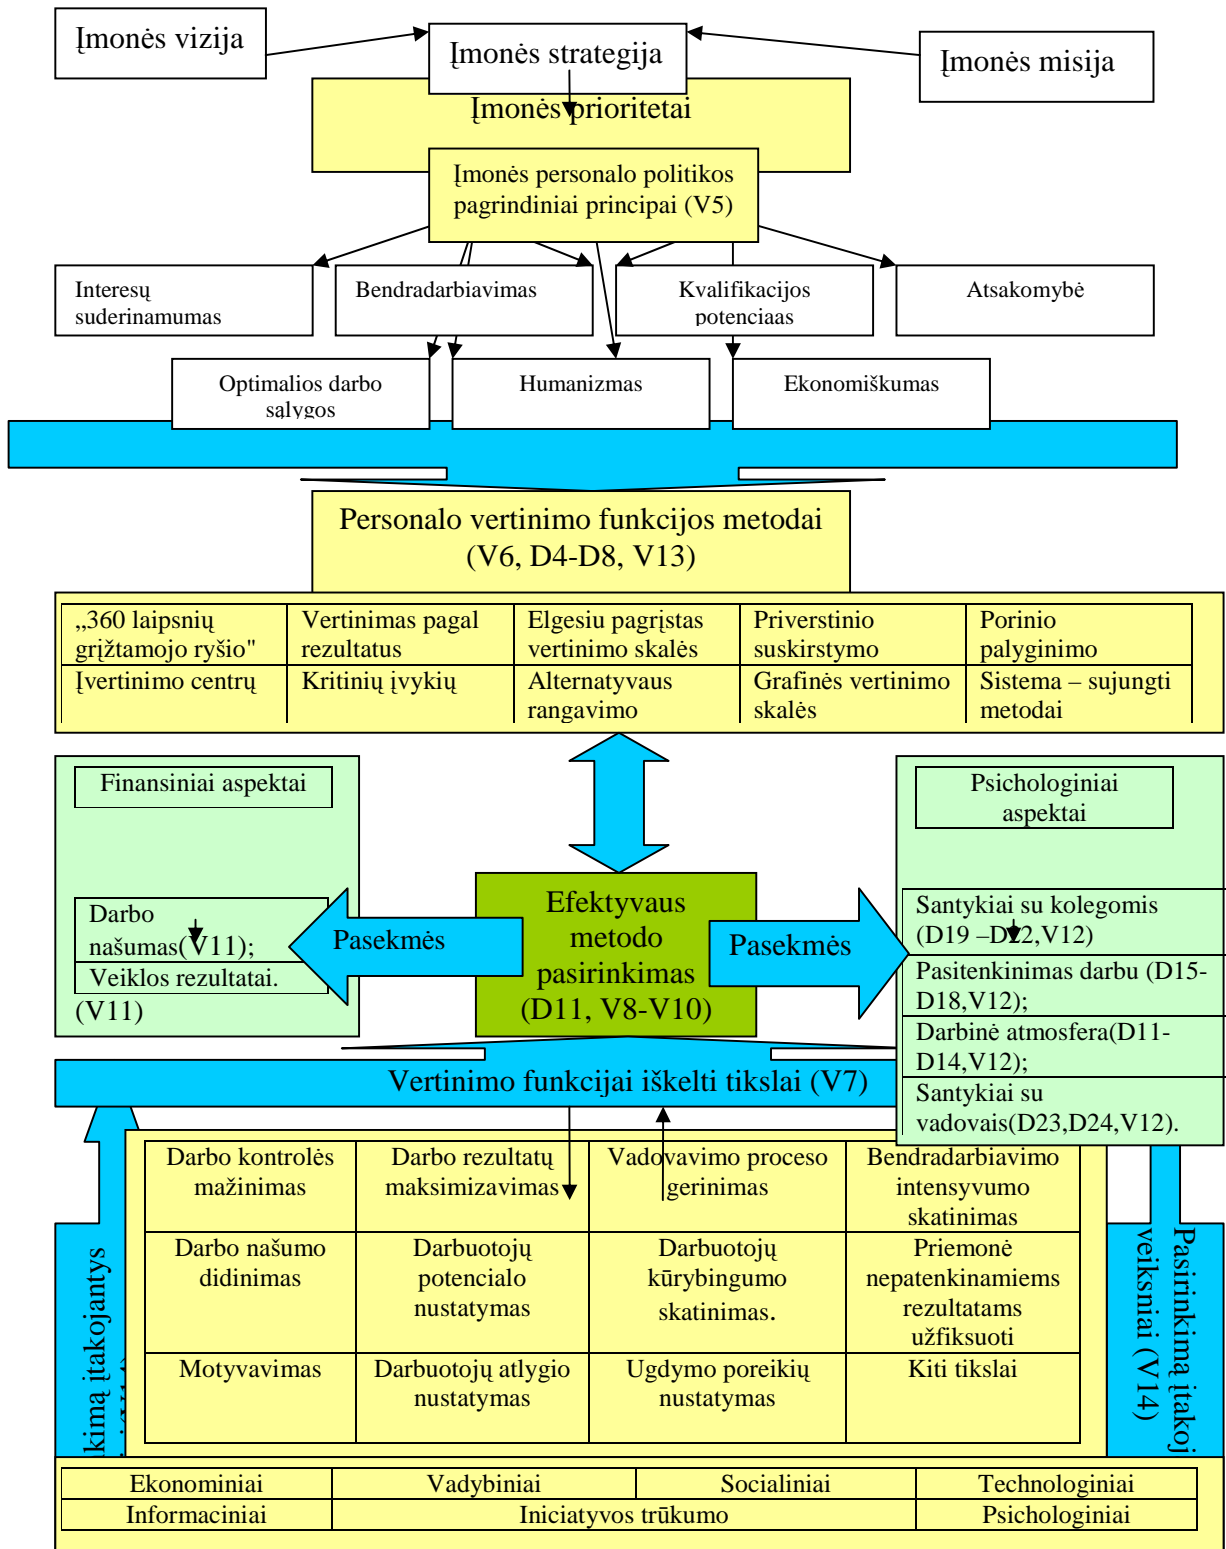 Įmonės vizija
Įmonės strategija
Įmonės misija
Įmonės prioritetai
Įmonės personalo politikos
pagrindiniai principai (V5)
Interesų
suderinamumas
Bendradarbiavimas
Kvalifikacijos
potenciaas
Atsakomybė
Optimalios darbo
sąlygos
Humanizmas
Ekonomiškumas
Personalo vertinimo funkcijos metodai
(V6, D4-D8, V13)
„360 laipsnių
grįžtamojo ryšio"
Vertinimas pagal
rezultatus
Elgesiu pagrįstas
vertinimo skalės
Priverstinio
suskirstymo
Porinio
palyginimo
Įvertinimo centrų
Kritinių įvykių
Alternatyvaus
rangavimo
Grafinės vertinimo
skalės
Sistema – sujungti
metodai
Finansiniai aspektai
Psichologiniai
aspektai
Darbo
našumas(V11);
Veiklos rezultatai.
(V11)
Pasekmės
Efektyvaus
metodo
pasirinkimas
(D11, V8-V10)
Pasekmės
Santykiai su kolegomis
(D19 –D22,V12)
Pasitenkinimas darbu (D15-
D18,V12);
Darbinė atmosfera(D11-
D14,V12);
Santykiai su
vadovais(D23,D24,V12).
Vertinimo funkcijai iškelti tikslai (V7)
Darbo kontrolės
mažinimas
Darbo rezultatų
maksimizavimas
Vadovavimo proceso
gerinimas
Bendradarbiavimo
intensyvumo
skatinimas
Darbo našumo
didinimas
Darbuotojų
potencialo
nustatymas
Darbuotojų
kūrybingumo
skatinimas.
Priemonė
nepatenkinamiems
rezultatams
užfiksuoti
Motyvavimas
Darbuotojų atlygio
nustatymas
Ugdymo poreikių
nustatymas
Kiti tikslai
kimą įtakojantys
Pasirinkimą įtakoj
veiksniai (V14)
Ekonominiai
Vadybiniai
Socialiniai
Technologiniai
Informaciniai
Iniciatyvos trūkumo
Psichologiniai